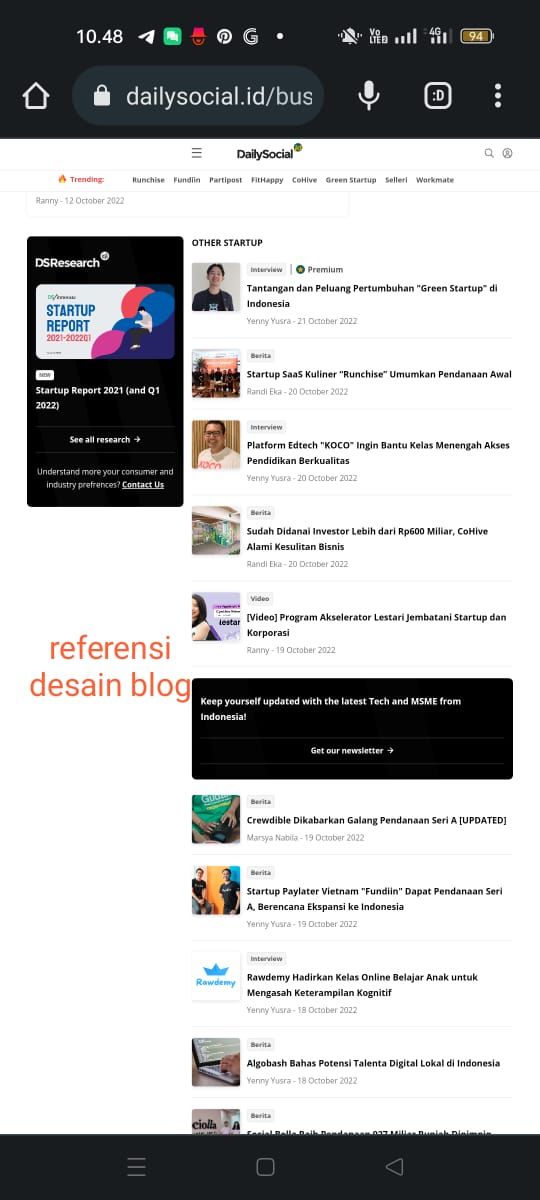 10.48
Vo
LTE2
4G
94
dailysocial.id/bus
:D
DailySocial
Trending:
Runchise Fundiin Partipost FitHappy CoHive Green Startup Selleri Workmate
Ranny - 12 October 2022
DSResearch
DS/innovate
STARTUP
REPORT
2021-2022Q1
NEW
Startup Report 2021 (and Q1
2022)
See all research →
Understand more your consumer and
industry prefrences? Contact Us
referensi
desain blog
OTHER STARTUP
Interview | Premium
Tantangan dan Peluang Pertumbuhan "Green Startup" di
Indonesia
Yenny Yusra - 21 October 2022
Berita
Startup SaaS Kuliner “Runchise” Umumkan Pendanaan Awal
Randi Eka - 20 October 2022
Interview
Platform Edtech "KOCO" Ingin Bantu Kelas Menengah Akses
Pendidikan Berkualitas
Yenny Yusra - 20 October 2022
Berita
Sudah Didanai Investor Lebih dari Rp600 Miliar, CoHive
Alami Kesulitan Bisnis
Randi Eka - 20 October 2022
Video
[Video] Program Akselerator Lestari Jembatani Startup dan
Korporasi
Ranny - 19 October 2022
Keep yourself updated with the latest Tech and MSME from
Indonesia!
Get our newsletter →
Berita
Crewdible Dikabarkan Galang Pendanaan Seri A [UPDATED]
Marsya Nabila - 19 October 2022
Berita
Startup Paylater Vietnam "Fundiin" Dapat Pendanaan Seri
A, Berencana Ekspansi ke Indonesia
Yenny Yusra - 19 October 2022
Interview
Rawdemy
Rawdemy Hadirkan Kelas Online Belajar Anak untuk
Mengasah Keterampilan Kognitif
Yenny Yusra - 18 October 2022
Berita
Algobash Bahas Potensi Talenta Digital Lokal di Indonesia
Yenny Yusra - 18 October 2022
Berita
ciolla